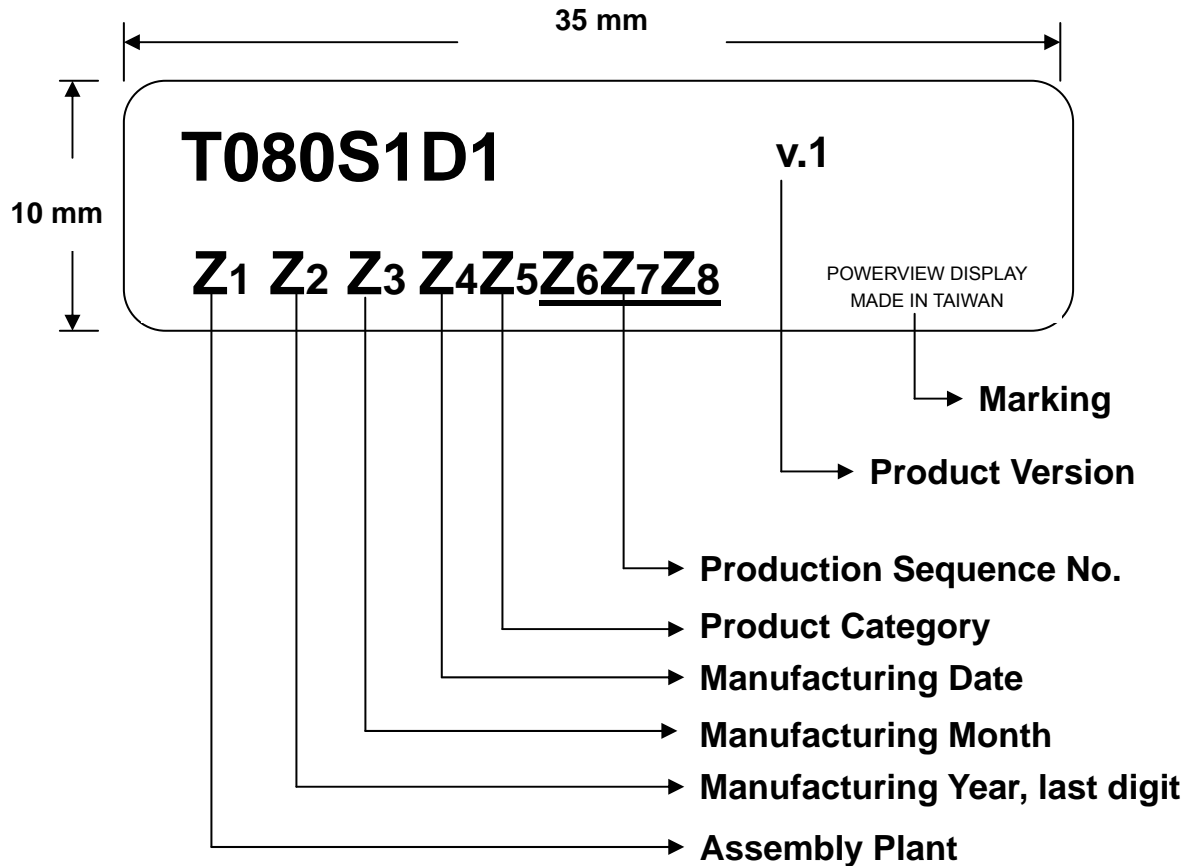 35 mm
T080S1D1 v.1
10 mm
Z1 Z2 Z3 Z4Z5Z6Z7Z8
POWERVIEW DISPLAY
MADE IN TAIWAN
Marking
Product Version
Production Sequence No.
Product Category
Manufacturing Date
Manufacturing Month
Manufacturing Year, last digit
Assembly Plant